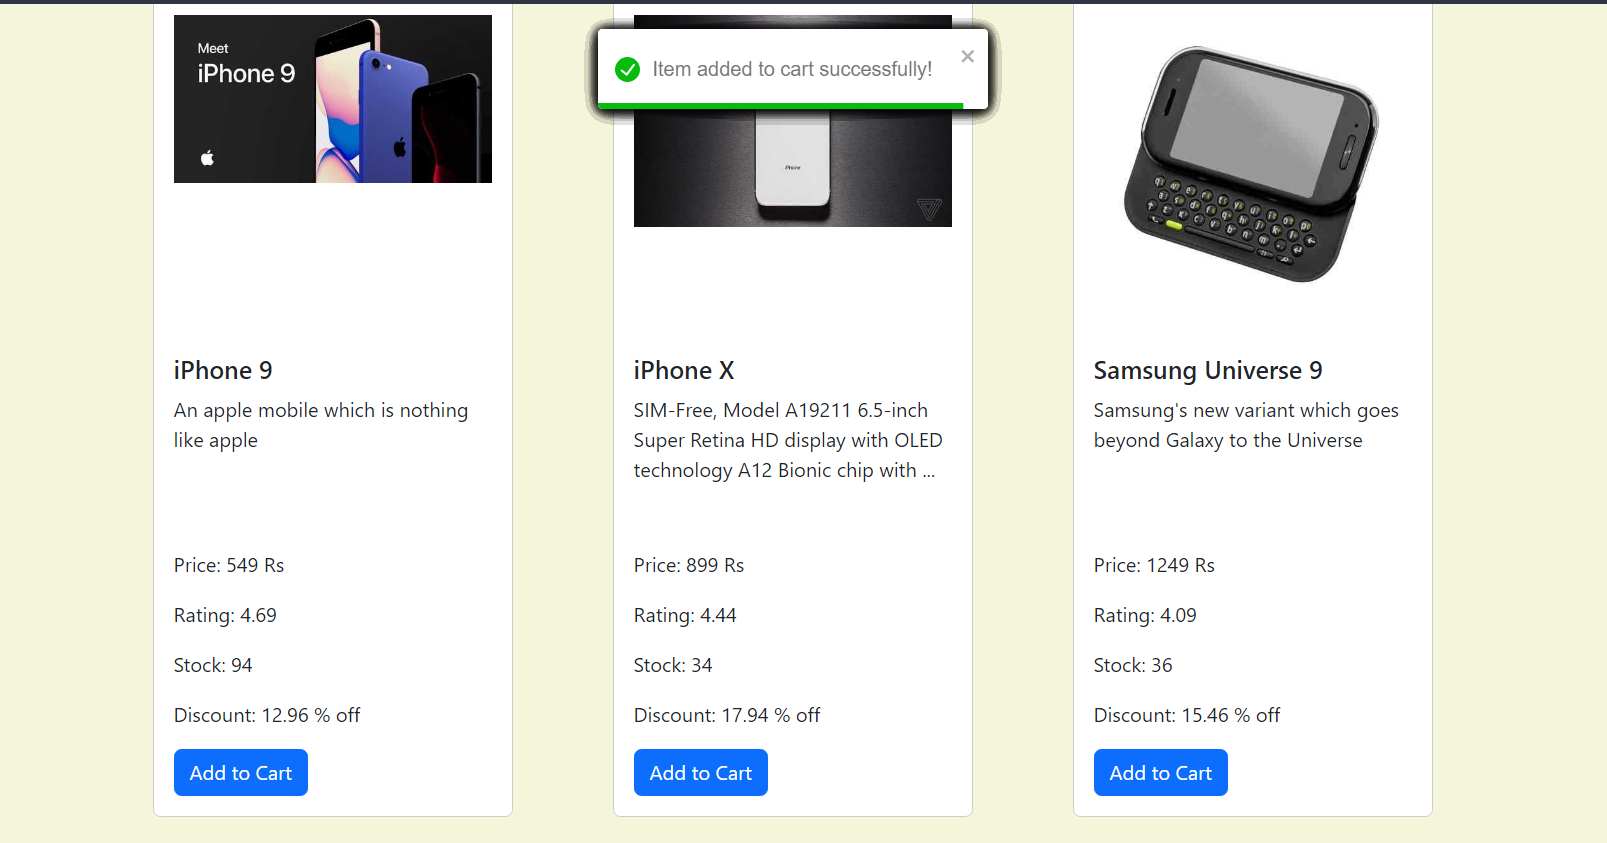 Meet
iPhone 9
Item added to cart successfully!
iPhone
iPhone 9
An apple mobile which is nothing
like apple
Price: 549 Rs
Rating: 4.69
Stock: 94
Discount: 12.96 % off
Add to Cart
iPhone X
SIM-Free, Model A19211 6.5-inch
Super Retina HD display with OLED
technology A12 Bionic chip with ...
Price: 899 Rs
Rating: 4.44
Stock: 34
Discount: 17.94 % off
Add to Cart
Samsung Universe 9
Samsung's new variant which goes
beyond Galaxy to the Universe
Price: 1249 Rs
Rating: 4.09
Stock: 36
Discount: 15.46 % off
Add to Cart